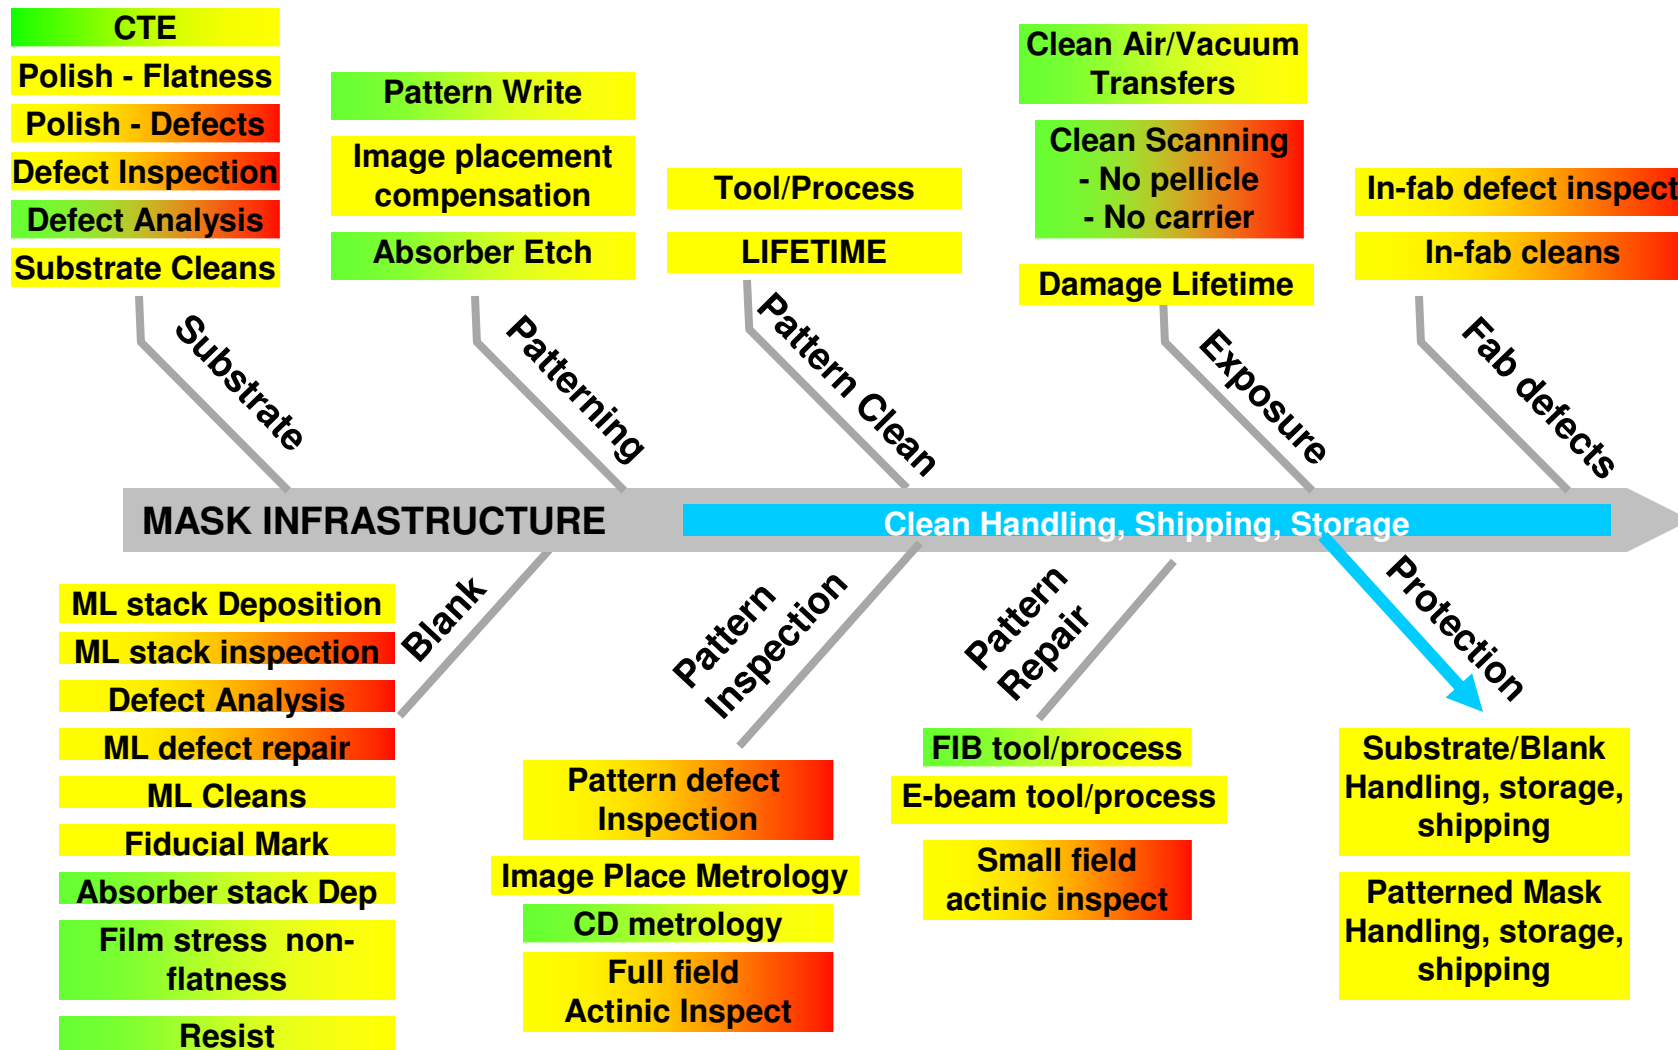 CTE
Polish - Flatness
Polish - Defects
Defect Inspection
Defect Analysis
Substrate Cleans
Substrate
Pattern Write
Image placement
compensation
Absorber Etch
Patterning
Tool/Process
LIFETIME
Pattern Clean
Clean Air/Vacuum
Transfers
Clean Scanning
- No pellicle
- No carrier
Damage Lifetime
Exposure
In-fab defect inspect
In-fab cleans
Fab defects
MASK INFRASTRUCTURE
Clean Handling, Shipping, Storage
Blank
ML stack Deposition
ML stack inspection
Defect Analysis
ML defect repair
ML Cleans
Fiducial Mark
Absorber stack Dep
Film stress non-
flatness
Resist
Pattern
Inspection
Pattern defect
Inspection
Image Place Metrology
CD metrology
Full field
Actinic Inspect
Pattern
Repair
FIB tool/process
E-beam tool/process
Small field
actinic inspect
Protection
Substrate/Blank
Handling, storage,
shipping
Patterned Mask
Handling, storage,
shipping